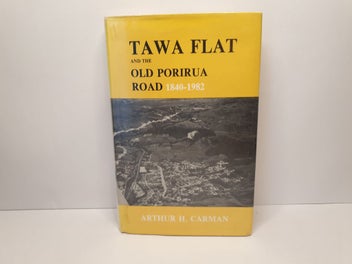 TAWA FLAT
AND THE
OLD PORIRUA
ROAD 1840-1982
ARTHUR H. CARMAN